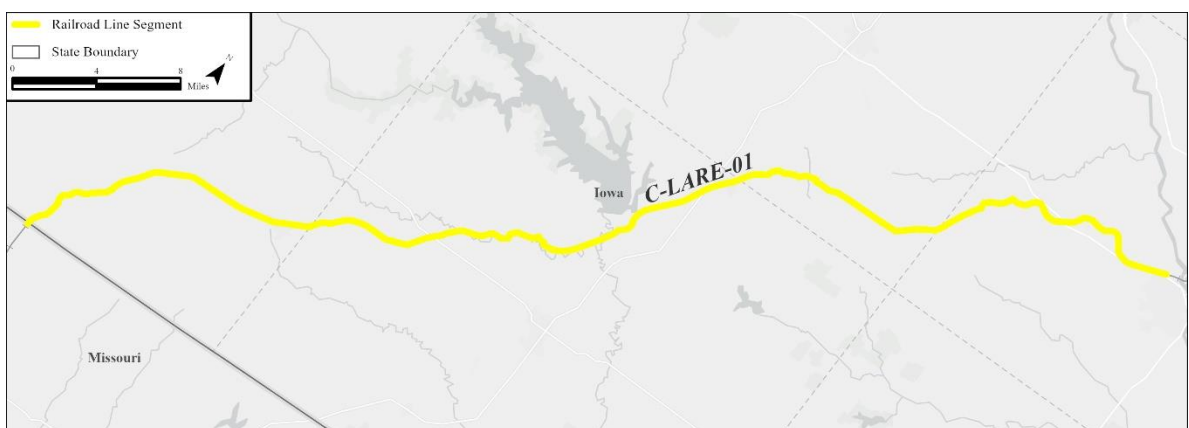 Railroad Line Segment
State Boundary
0 4 8
Miles
N
C-LARE-01
Iowa
Missouri